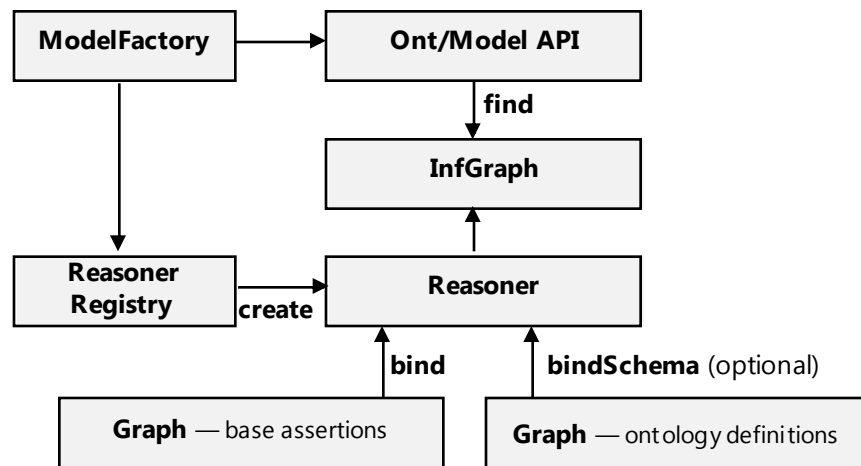 ModelFactory
Ont/Model API
find
InfGraph
Reasoner
Registry
create
Reasoner
bind
bindSchema (optional)
Graph — base assertions
Graph — ontology definitions